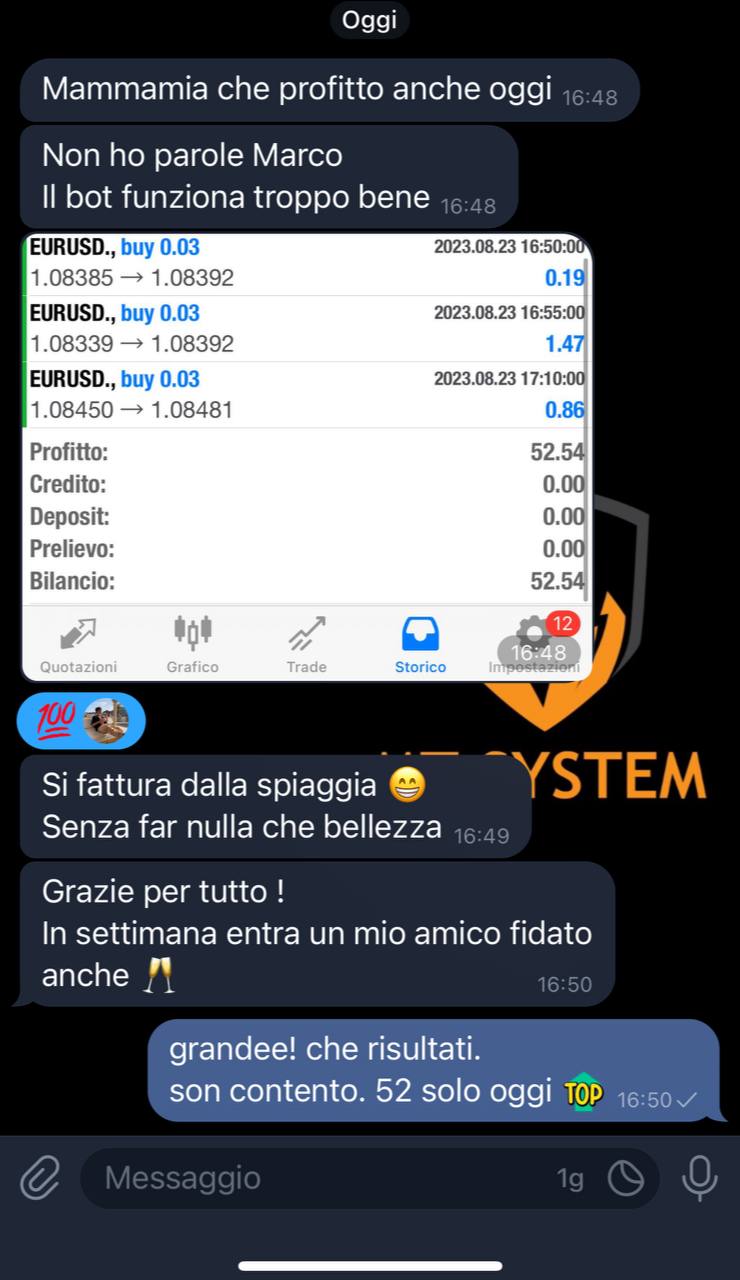 Oggi
Mammamia che profitto anche oggi 16:48
Non ho parole Marco
Il bot funziona troppo bene 16:48
EURUSD., buy 0.03 2023.08.23 16:50:00
1.08385 → 1.08392 0.19
EURUSD., buy 0.03 2023.08.23 16:55:00
1.08339 → 1.08392 1.47
EURUSD., buy 0.03 2023.08.23 17:10:00
1.08450 → 1.08481 0.86
Profitto: 52.54
Credito: 0.00
Deposit: 0.00
Prelievo: 0.00
Bilancio: 52.54
12
16:48
Quotazioni Grafico Trade Storico Impostazioni
💯
YSTEM
Si fattura dalla spiaggia 😁
Senza far nulla che bellezza 16:49
Grazie per tutto !
In settimana entra un mio amico fidato
anche 🥂 16:50
grandee! che risultati.
son contento. 52 solo oggi TOP 16:50
Messaggio 1g